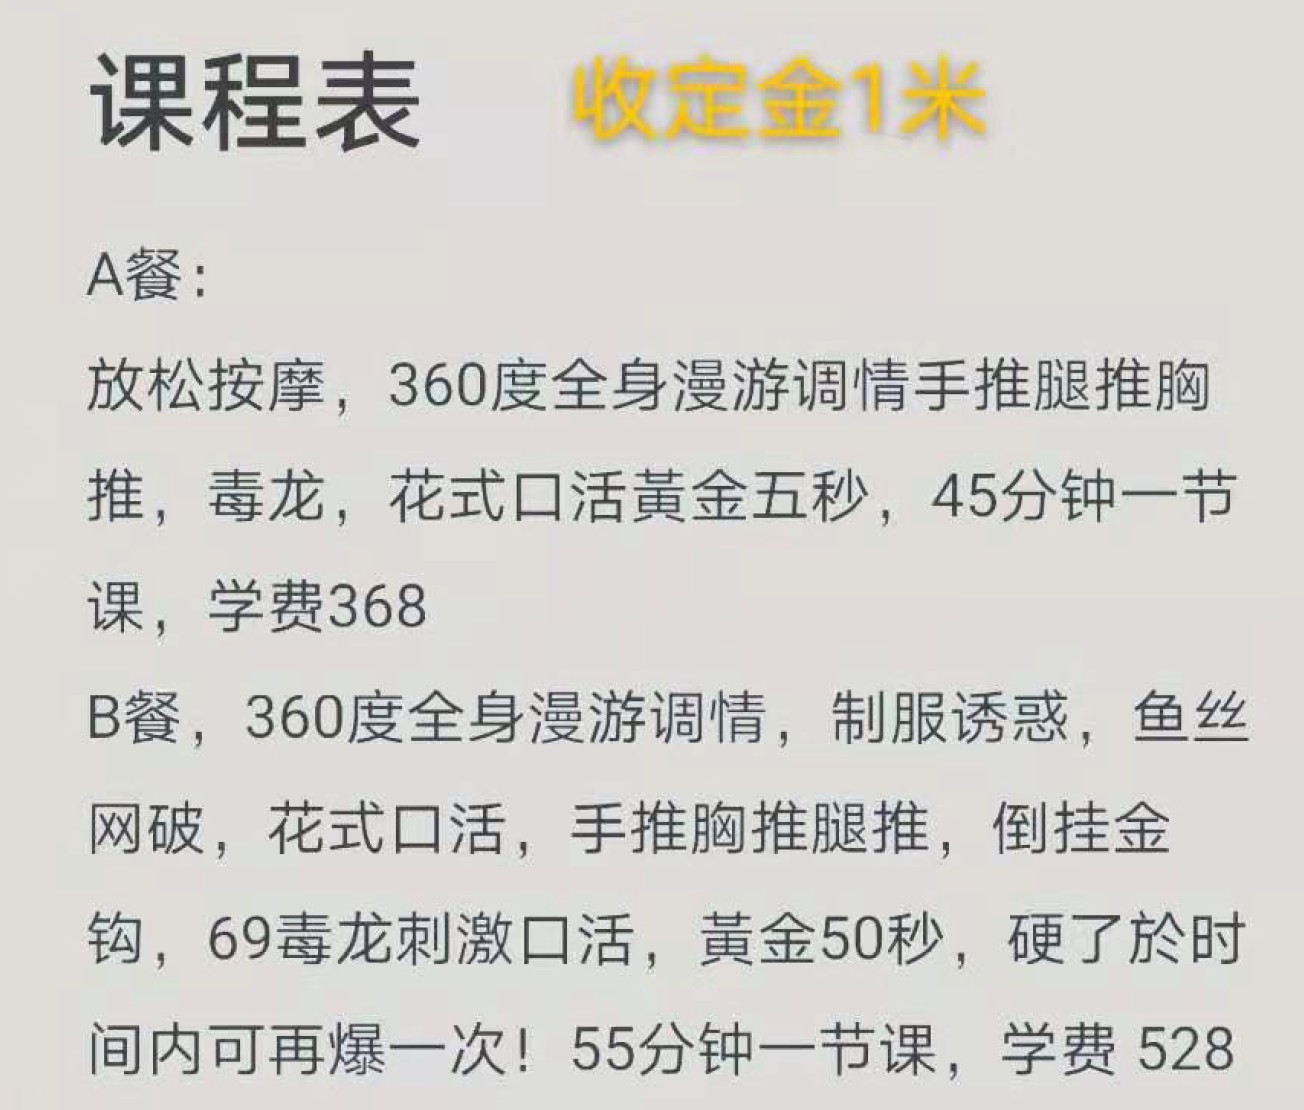 课程表 收定金1米
A餐：
放松按摩，360度全身漫游调情手推腿推胸
推，毒龙，花式口活黃金五秒，45分钟一节
课，学费368
B餐，360度全身漫游调情，制服诱惑，鱼丝
网破，花式口活，手推胸推腿推，倒挂金
钩，69毒龙刺激口活，黃金50秒，硬了於时
间内可再爆一次！55分钟一节课，学费 528